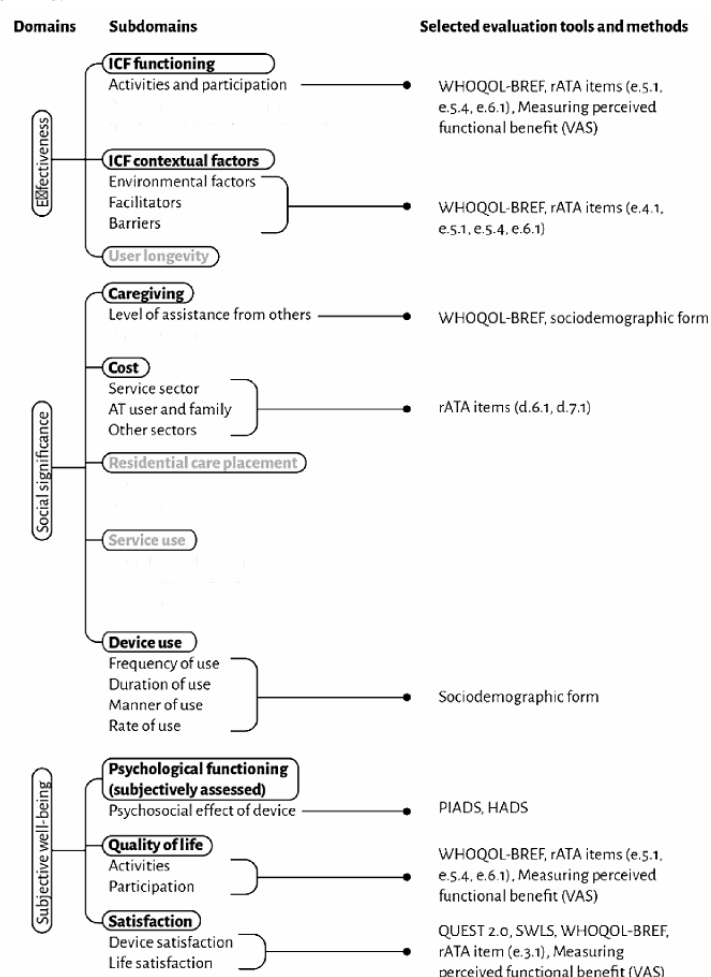 Domains Subdomains Selected evaluation tools and methods
Effectiveness
ICF functioning
Activities and participation
WHOQOL-BREF, rATA items (e.5.1,
e.5.4, e.6.1), Measuring perceived
functional benefit (VAS)
ICF contextual factors
Environmental factors
Facilitators
Barriers
WHOQOL-BREF, rATA items (e.4.1,
e.5.1, e.5.4, e.6.1)
User longevity
Social significance
Caregiving
Level of assistance from others
WHOQOL-BREF, sociodemographic form
Cost
Service sector
AT user and family
Other sectors
rATA items (d.6.1, d.7.1)
Residential care placement
Service use
Device use
Frequency of use
Duration of use
Manner of use
Rate of use
Sociodemographic form
Subjective well-being
Psychological functioning
(subjectively assessed)
Psychosocial effect of device
PIADS, HADS
Quality of life
Activities
Participation
WHOQOL-BREF, rATA items (e.5.1,
e.5.4, e.6.1), Measuring perceived
functional benefit (VAS)
Satisfaction
Device satisfaction
Life satisfaction
QUEST 2.0, SWLS, WHOQOL-BREF,
rATA item (e.3.1), Measuring
perceived functional benefit (VAS)